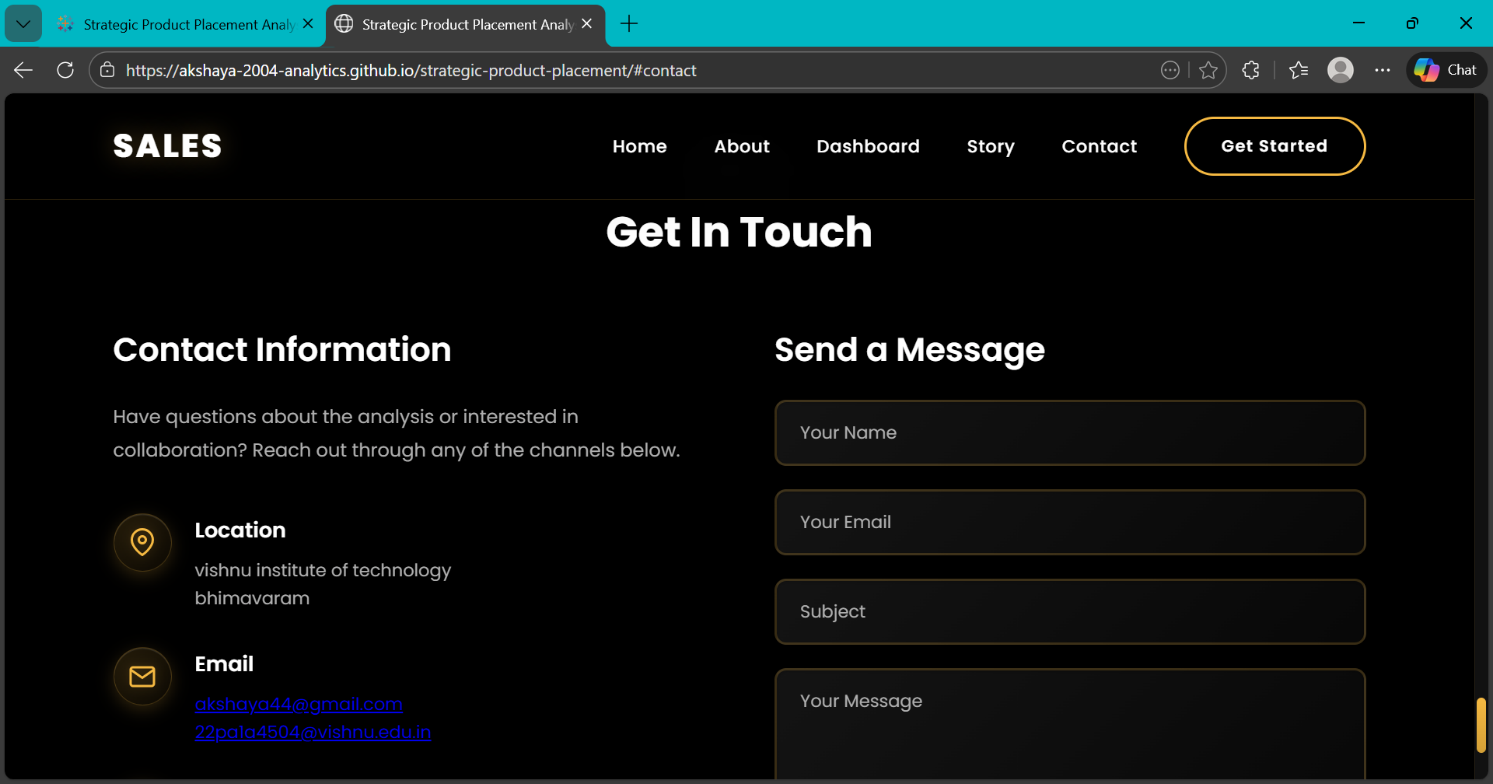 Strategic Product Placement Analy
Strategic Product Placement Analy
https://akshaya-2004-analytics.github.io/strategic-product-placement/#contact
Chat
SALES
Home
About
Dashboard
Story
Contact
Get Started
Get In Touch
Contact Information
Have questions about the analysis or interested in
collaboration? Reach out through any of the channels below.
Location
vishnu institute of technology
bhimavaram
Email
akshaya44@gmail.com
22pa1a4504@vishnu.edu.in
Send a Message
Your Name
Your Email
Subject
Your Message